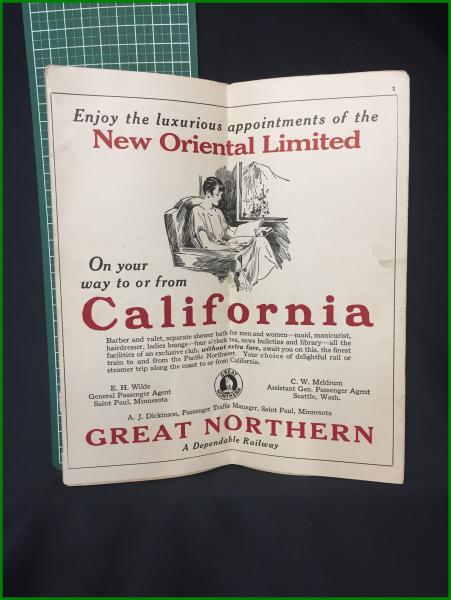 1
Enjoy the luxurious appointments of the
New Oriental Limited
On your
way to or from
California
Barber and valet, separate shower bath for men and women—maid, manicurist,
hairdresser, ladies lounge—four o'clock tea, news bulletins and library—all the
facilities of an exclusive club, without extra fare, await you on this, the finest
train to and from the Pacific Northwest. Your choice of delightful rail or
steamer trip along the coast to or from California.
E. H. Wilde
General Passenger Agent
Saint Paul, Minnesota
GREAT NORTHERN
C. W. Meldrum
Assistant Gen. Passenger Agent
Seattle, Wash.
A. J. Dickinson, Passenger Traffic Manager, Saint Paul, Minnesota
GREAT NORTHERN
A Dependable Railway